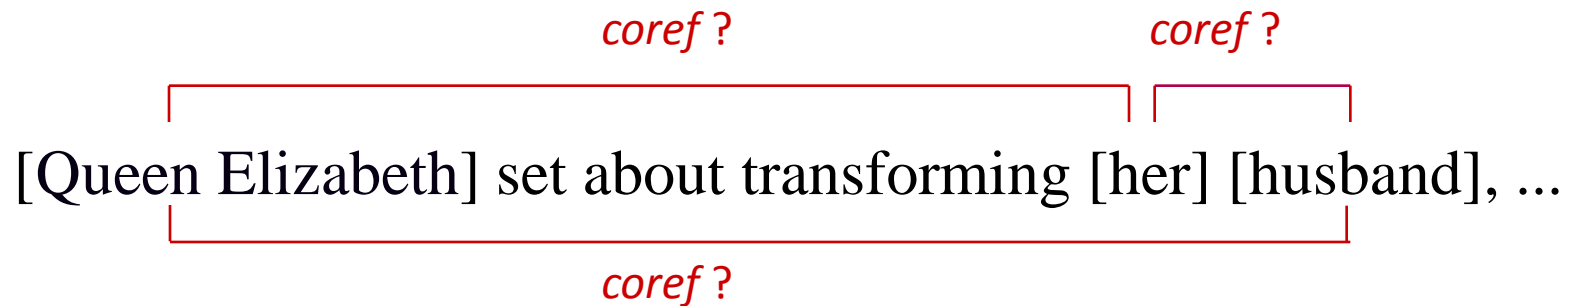 coref ? coref ?
[Queen Elizabeth] set about transforming [her] [husband], ...
coref ?